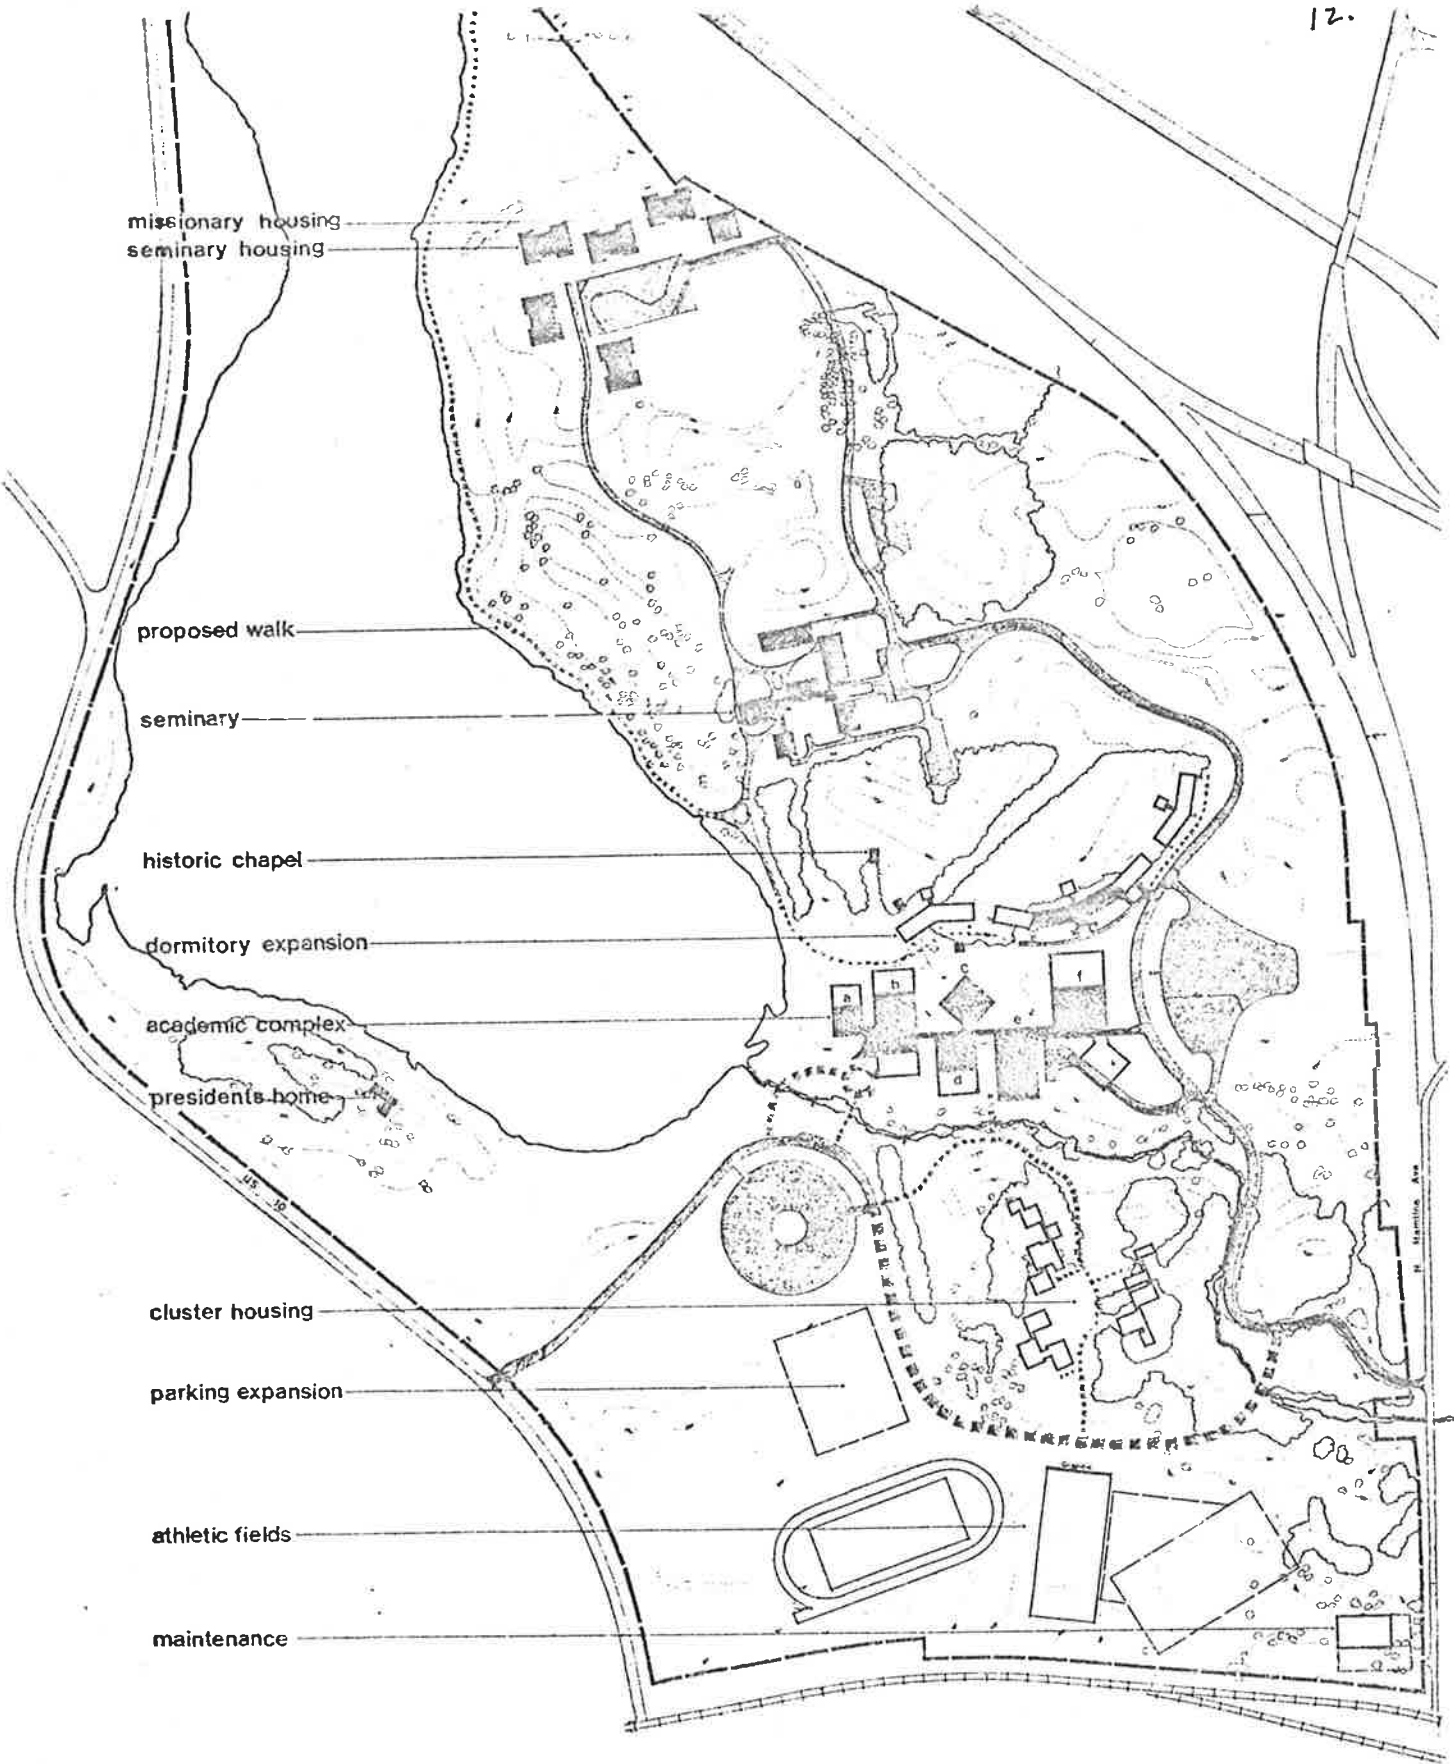 12.
missionary housing
seminary housing
proposed walk
seminary
historic chapel
dormitory expansion
a
b
c
f
e
academic complex
d
presidents home
US 10
N Hamline Ave
cluster housing
parking expansion
athletic fields
maintenance